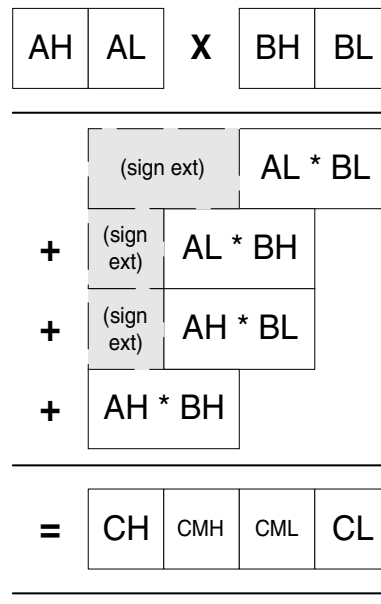 AH AL X BH BL
(sign ext) AL * BL
+ (sign
ext) AL * BH
+ (sign
ext) AH * BL
+ AH * BH
= CH CMH CML CL